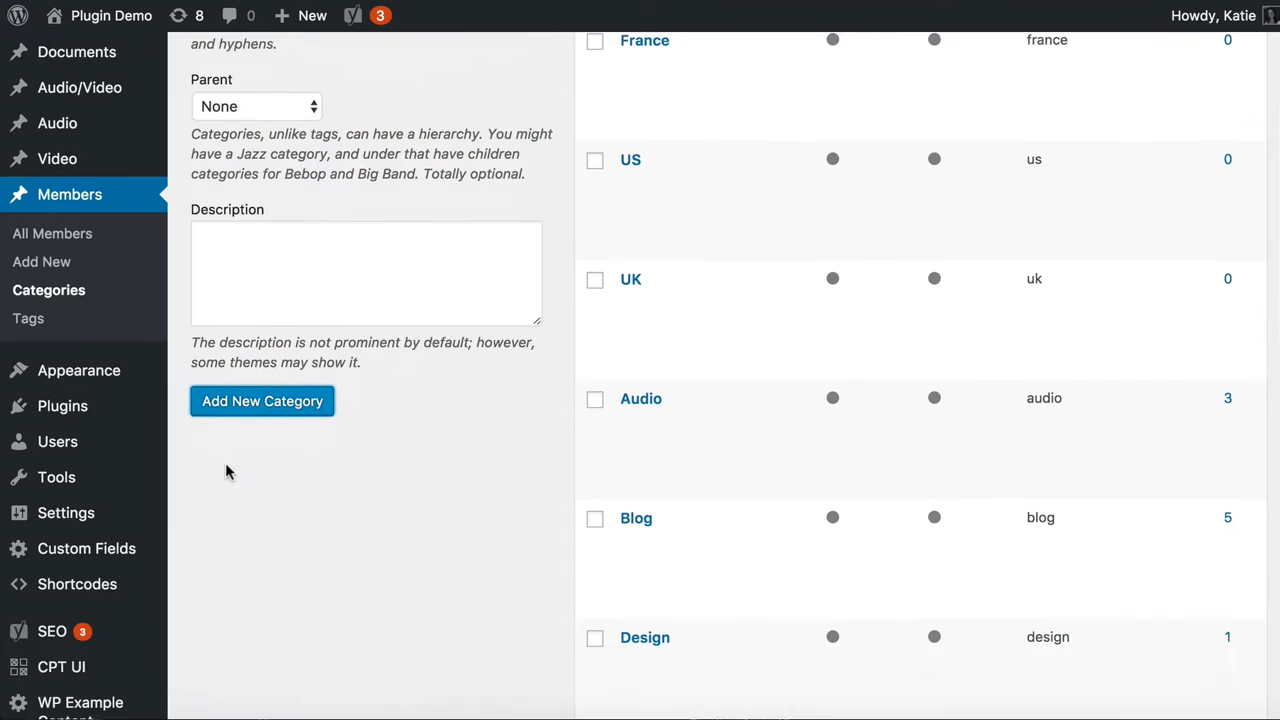 Plugin Demo 8 0 New 3 Howdy, Katie
Documents
Audio/Video
Audio
Video
Members
All Members
Add New
Categories
Tags
Appearance
Plugins
Users
Tools
Settings
Custom Fields
Shortcodes
SEO 3
CPT UI
WP Example
and hyphens.
Parent
None
Categories, unlike tags, can have a hierarchy. You might
have a Jazz category, and under that have children
categories for Bebop and Big Band. Totally optional.
Description
The description is not prominent by default; however,
some themes may show it.
Add New Category
France france 0
US us 0
UK uk 0
Audio audio 3
Blog blog 5
Design design 1